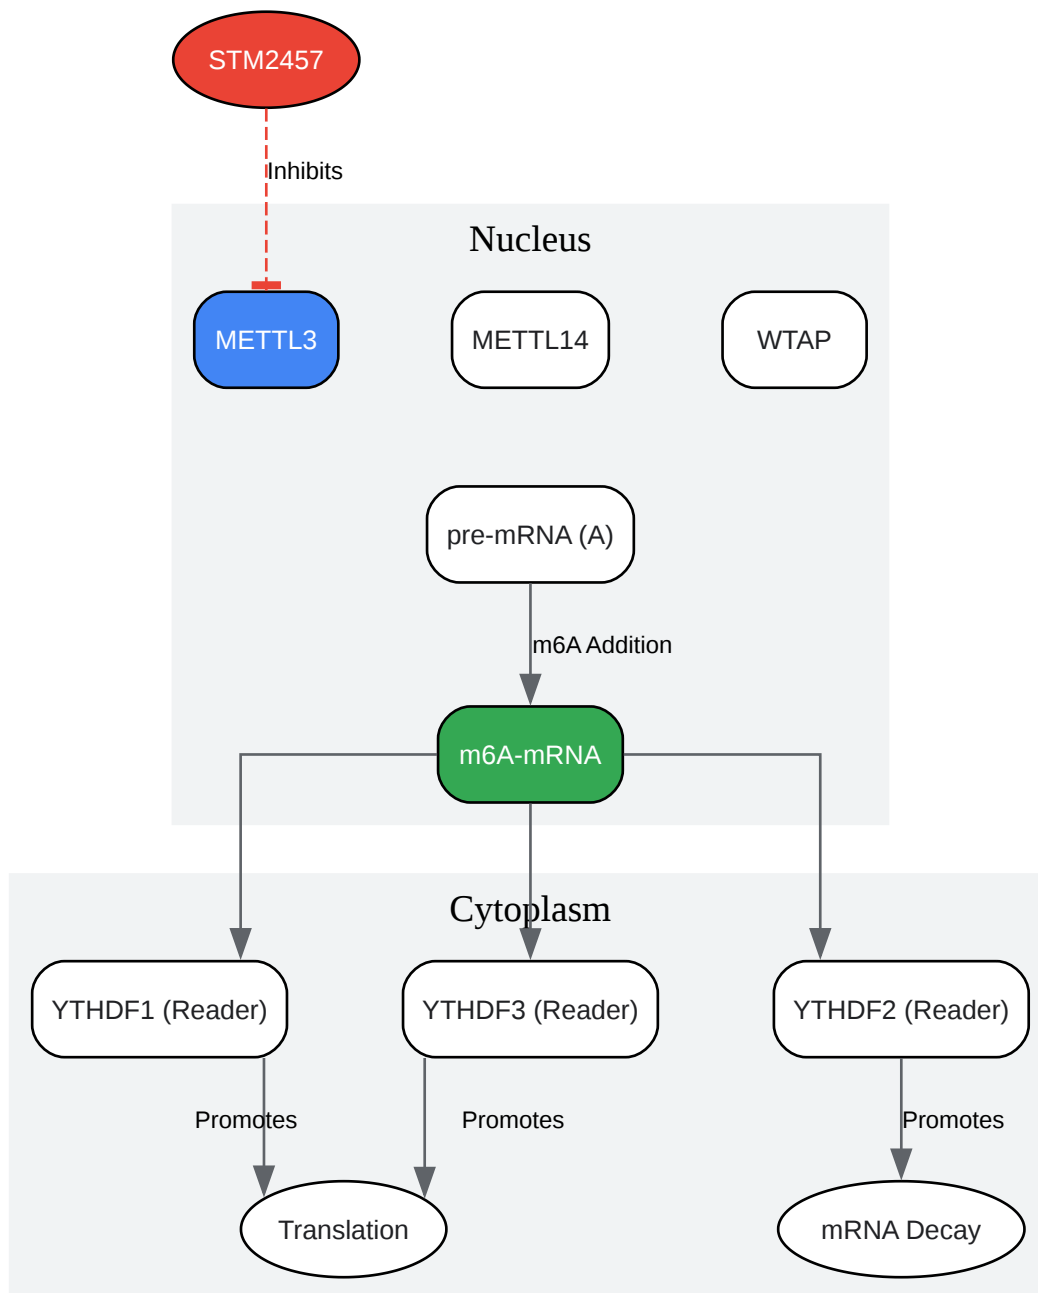 STM2457
Inhibits
Nucleus
METTL3
METTL14
WTAP
pre-mRNA (A)
m6A Addition
m6A-mRNA
Cytoplasm
YTHDF1 (Reader)
YTHDF3 (Reader)
YTHDF2 (Reader)
Promotes
Promotes
Promotes
Translation
mRNA Decay